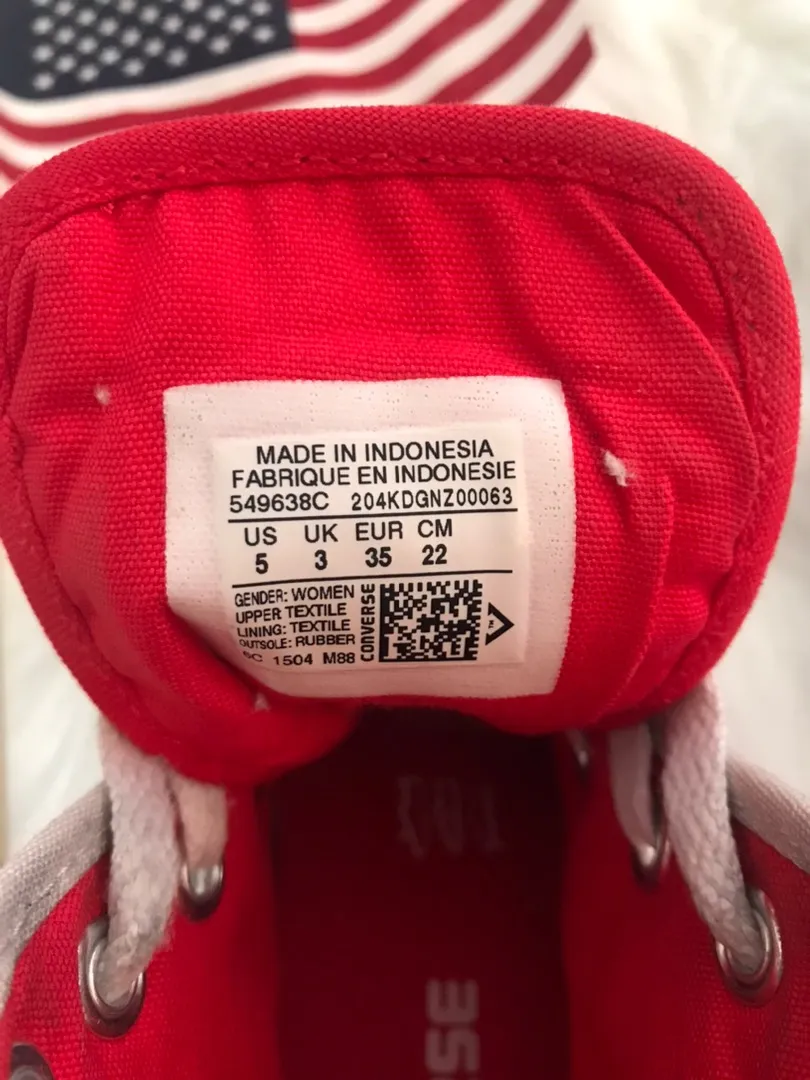 MADE IN INDONESIA
FABRIQUE EN INDONESIE
549638C 204KDGNZ00063
US UK EUR CM
5 3 35 22
GENDER: WOMEN
UPPER TEXTILE
LINING: TEXTILE
OUTSOLE: RUBBER
1504 M88
CONVERSE
TM